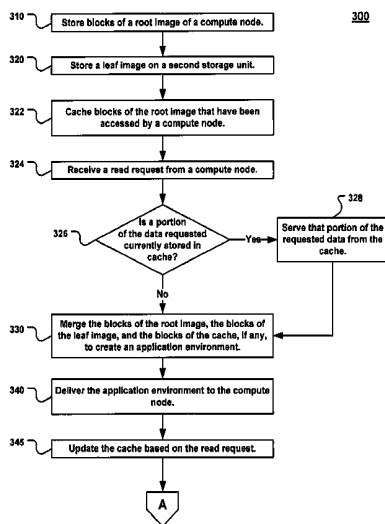 300
310
Store blocks of a root image of a compute node.
320
Store a leaf image on a second storage unit.
322
Cache blocks of the root image that have been
accessed by a compute node.
324
Receive a read request from a compute node.
326
Is a portion
of the data requested
currently stored in
cache?
Yes
328
Serve that portion of the
requested data from the
cache.
No
330
Merge the blocks of the root image, the blocks of
the leaf image, and the blocks of the cache, if any,
to create an application environment.
340
Deliver the application environment to the compute
node.
345
Update the cache based on the read request.
A